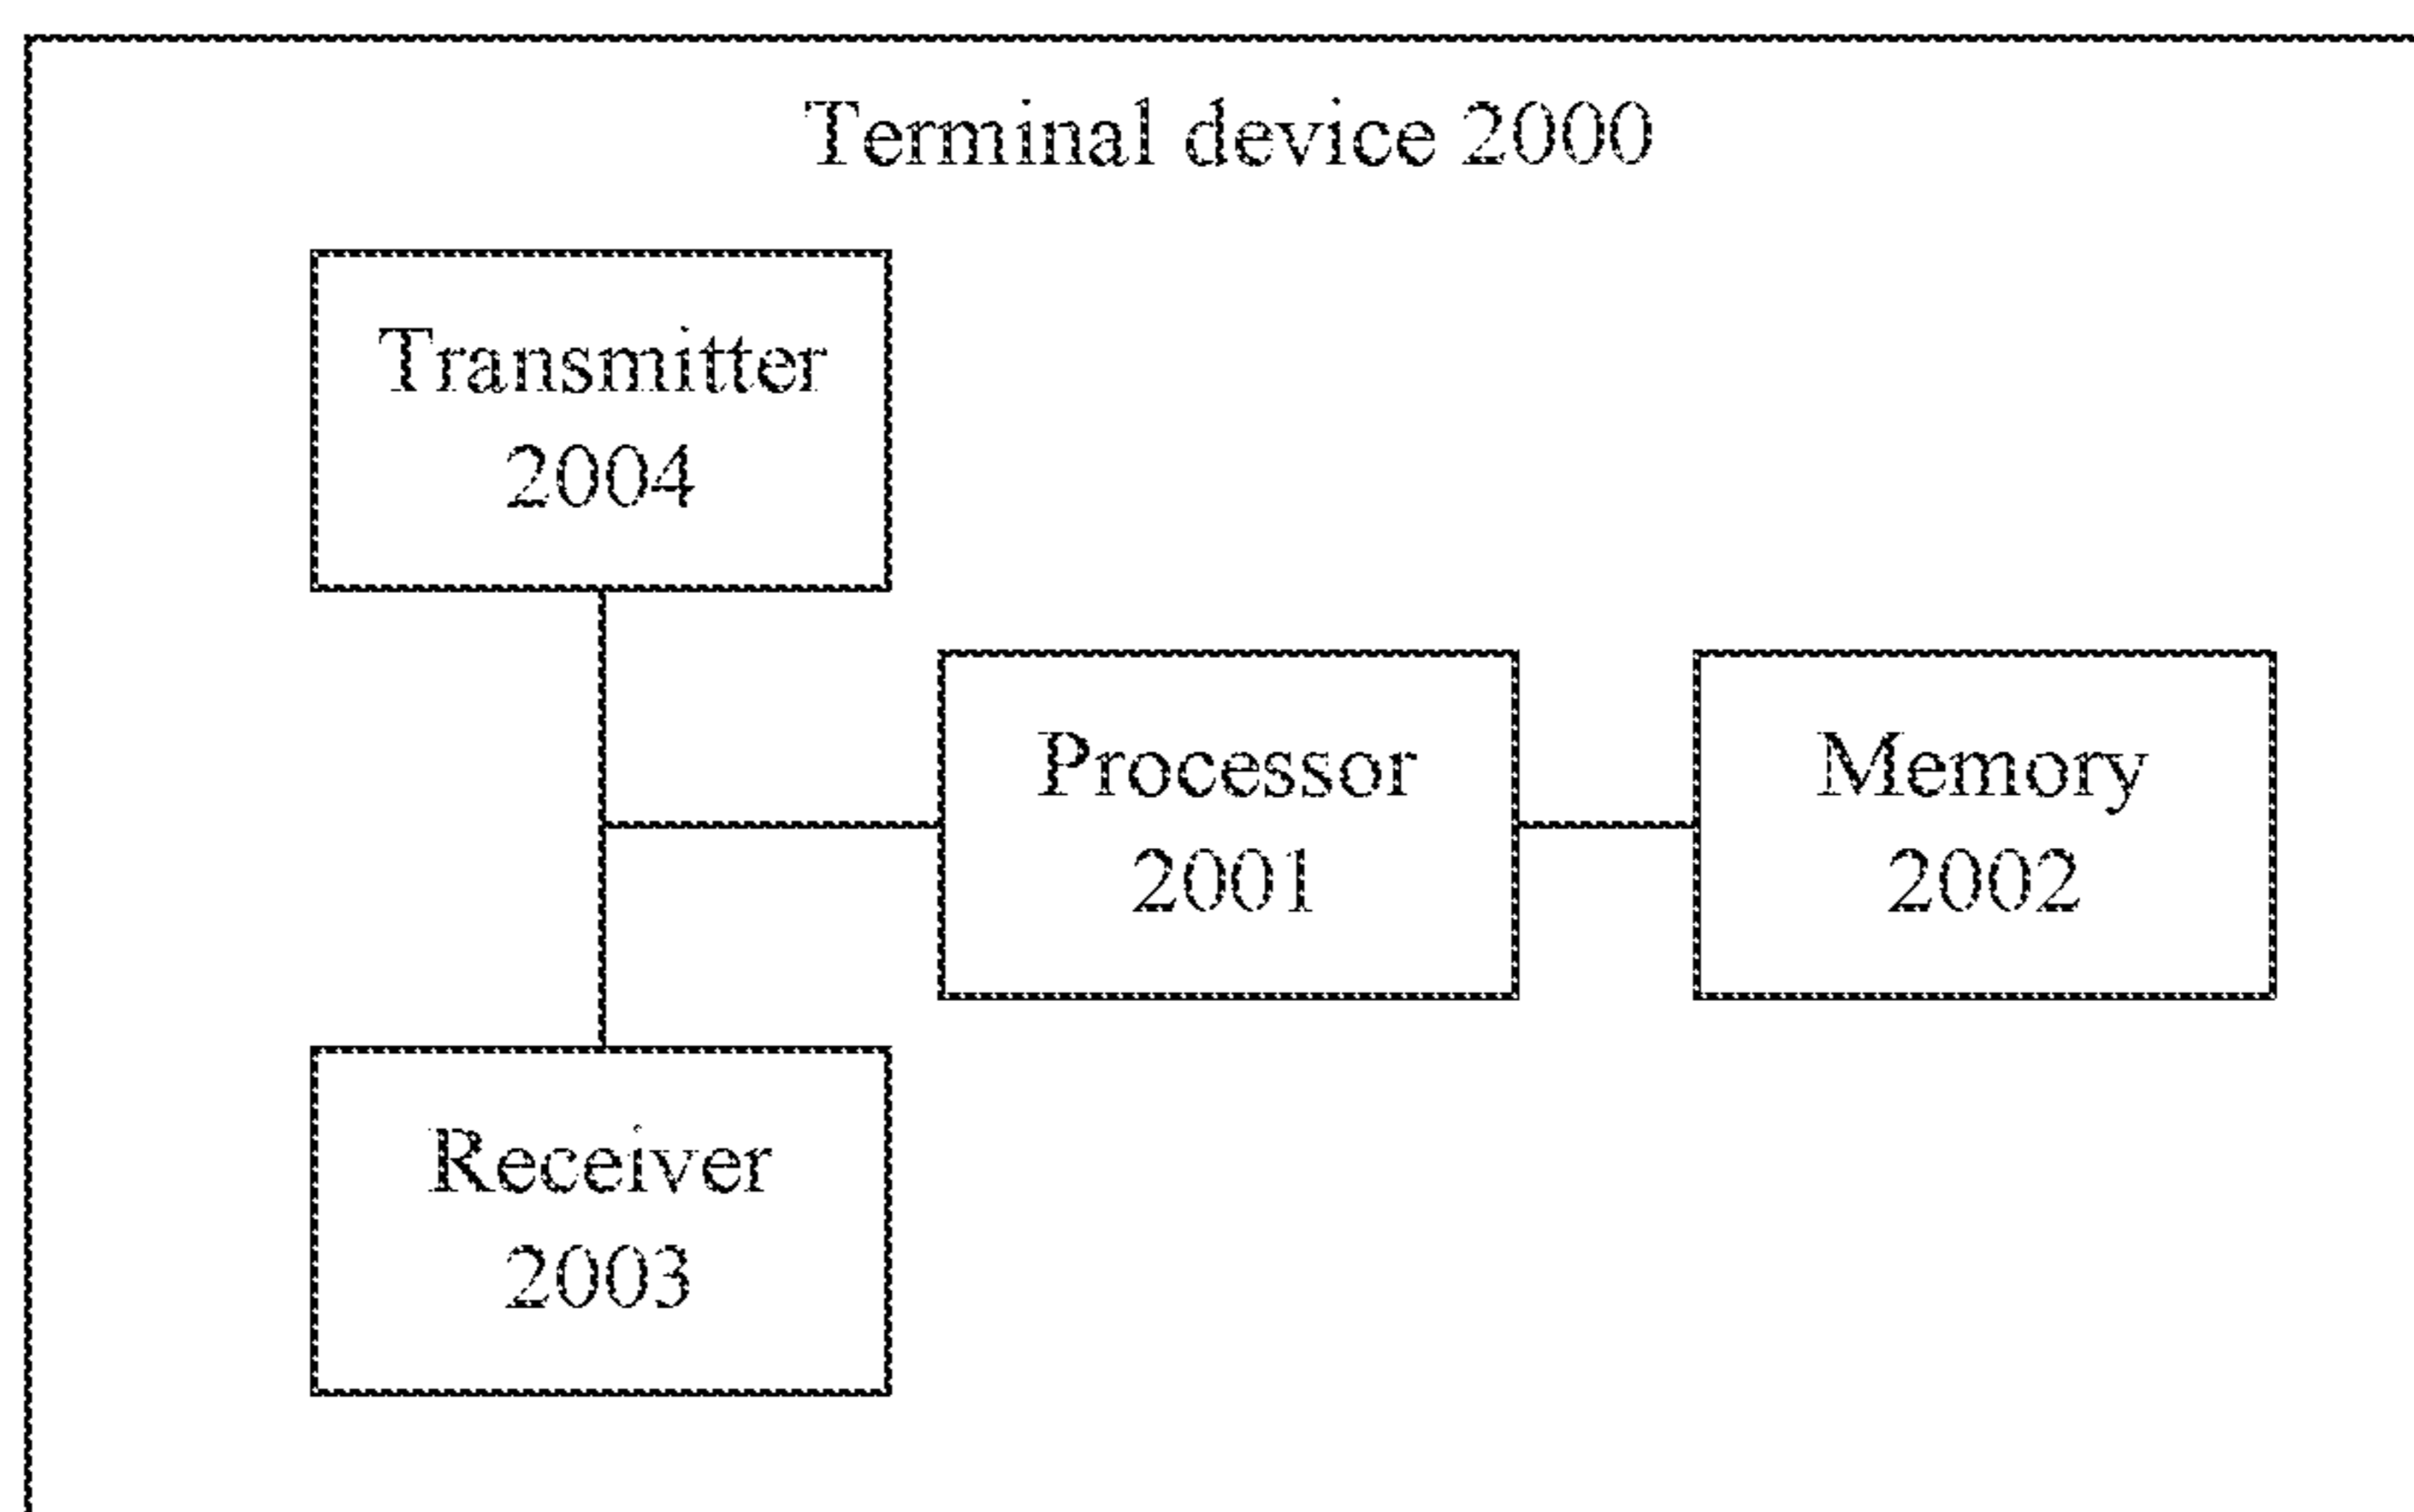 Terminal device 2000
Transmitter
2004
Processor
2001
Memory
2002
Receiver
2003